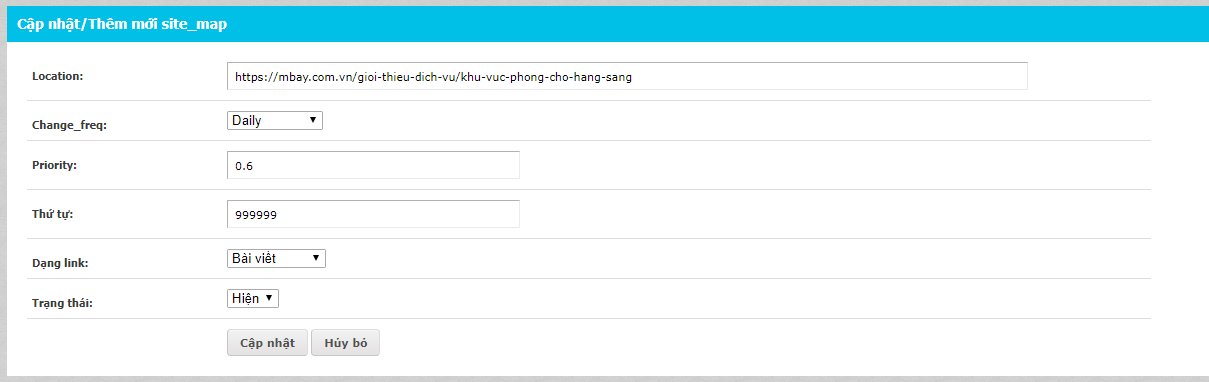 Cập nhật/Thêm mới site_map
Location: https://mbay.com.vn/gioi-thieu-dich-vu/khu-vuc-phong-cho-hang-sang
Change_freq: Daily
Priority: 0.6
Thứ tự: 999999
Dạng link: Bài viết
Trạng thái: Hiện
Cập nhật Hủy bỏ